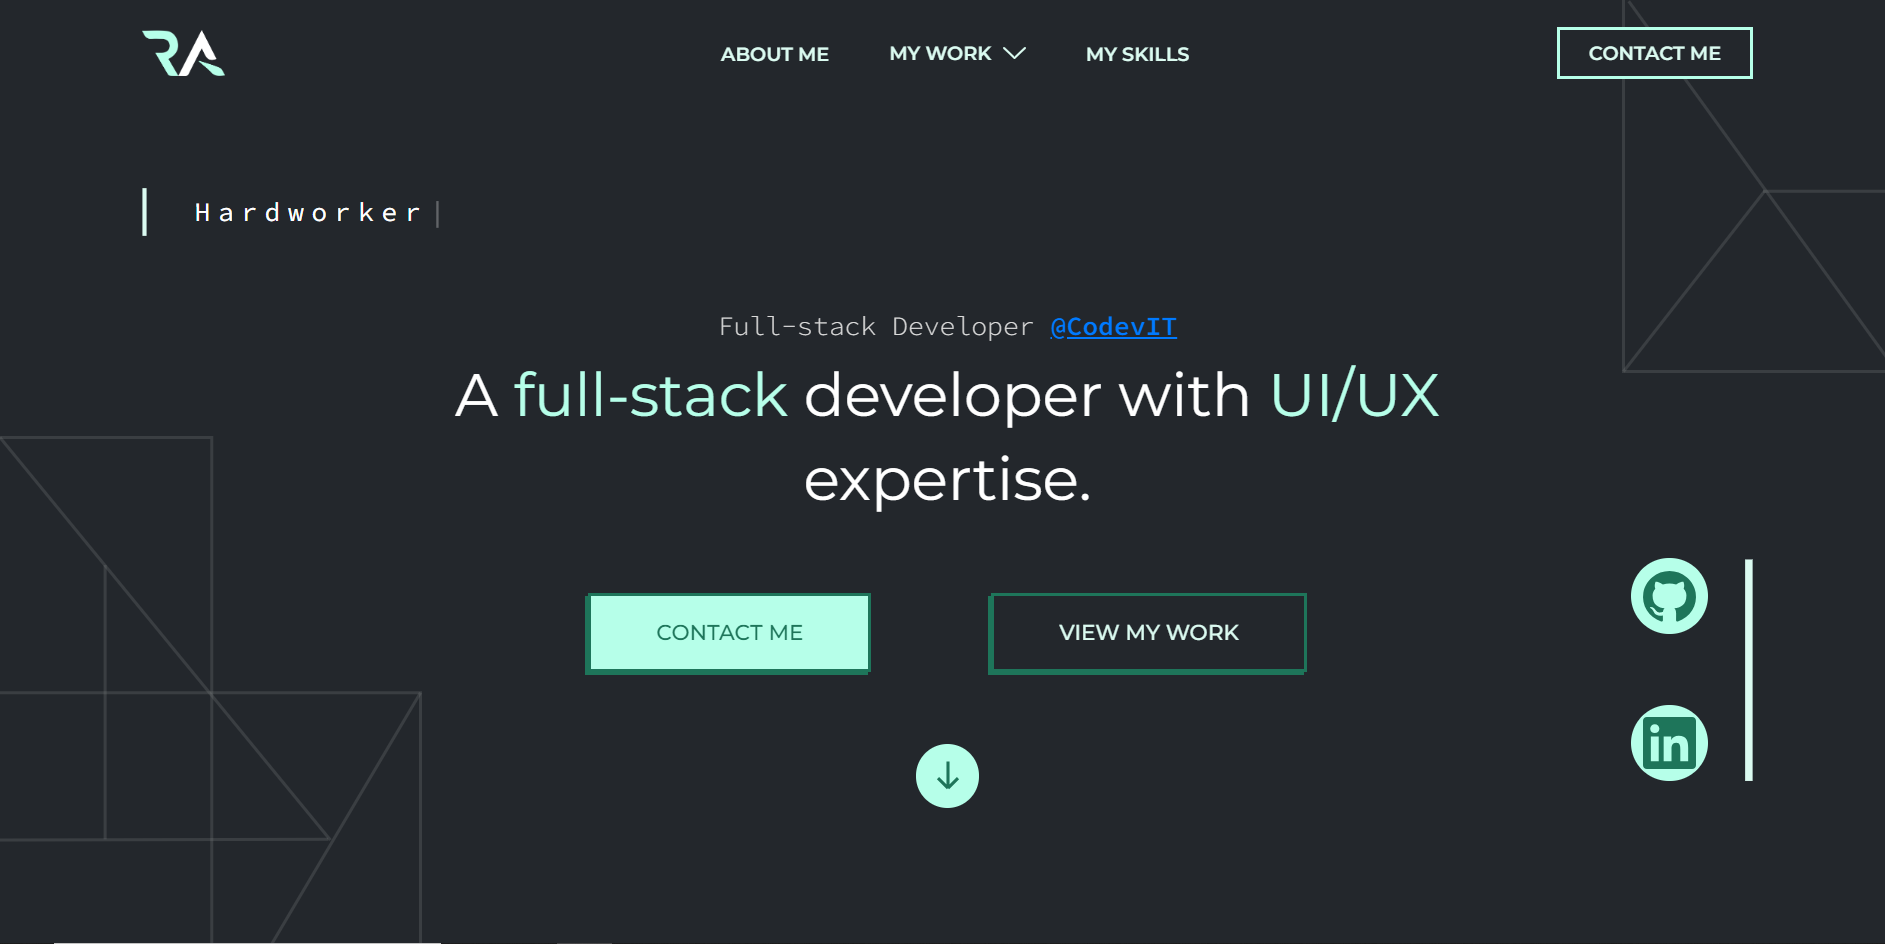 RA
ABOUT ME
MY WORK
MY SKILLS
CONTACT ME
Hardworker|
Full-stack Developer @CodevIT
A full-stack developer with UI/UX
expertise.
CONTACT ME
VIEW MY WORK
in